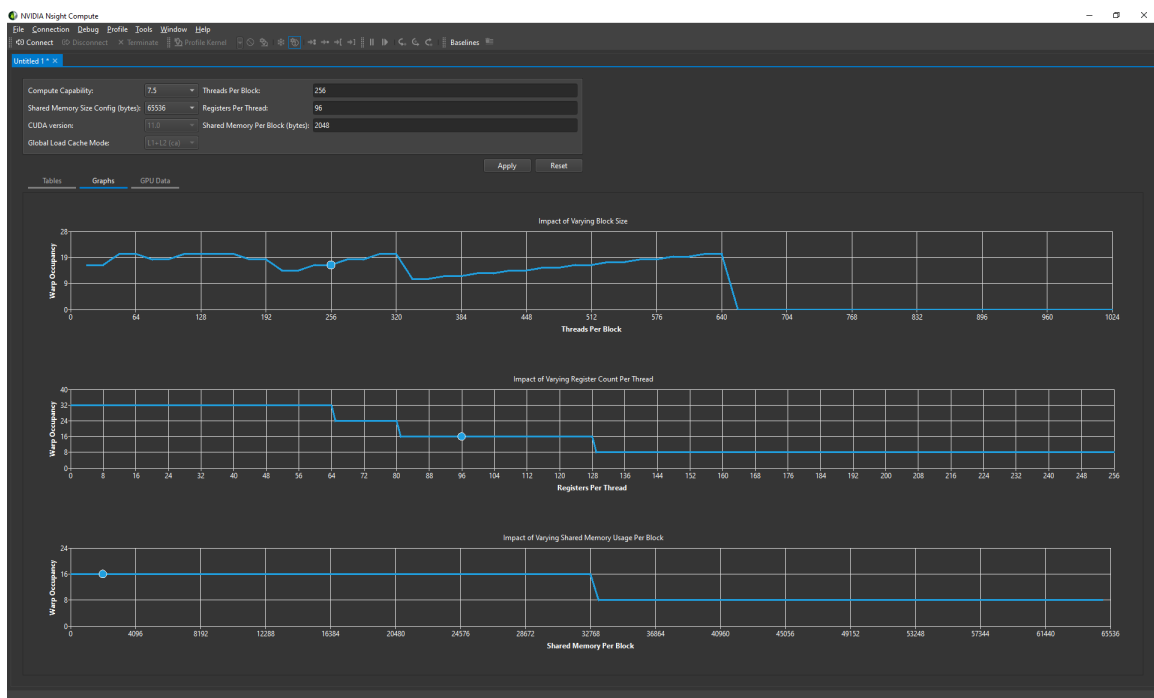 NVIDIA Nsight Compute
File Connection Debug Profile Tools Window Help
Connect Disconnect Terminate Profile Kernel Baselines
Untitled 1 *
Compute Capability: 7.5 Threads Per Block: 256
Shared Memory Size Config (bytes): 65536 Registers Per Thread: 96
CUDA version: 11.0 Shared Memory Per Block (bytes): 2048
Global Load Cache Mode: L1+L2 (ca)
Apply Reset
Tables Graphs GPU Data
Impact of Varying Block Size
Warp Occupancy
28
19
9
0
0 64 128 192 256 320 384 448 512 576 640 704 768 832 896 960 1024
Threads Per Block
Impact of Varying Register Count Per Thread
Warp Occupancy
40
32
24
16
8
0
0 8 16 24 32 40 48 56 64 72 80 88 96 104 112 120 128 136 144 152 160 168 176 184 192 200 208 216 224 232 240 248 256
Registers Per Thread
Impact of Varying Shared Memory Usage Per Block
Warp Occupancy
24
16
8
0
0 4096 8192 12288 16384 20480 24576 28672 32768 36864 40960 45056 49152 53248 57344 61440 65536
Shared Memory Per Block